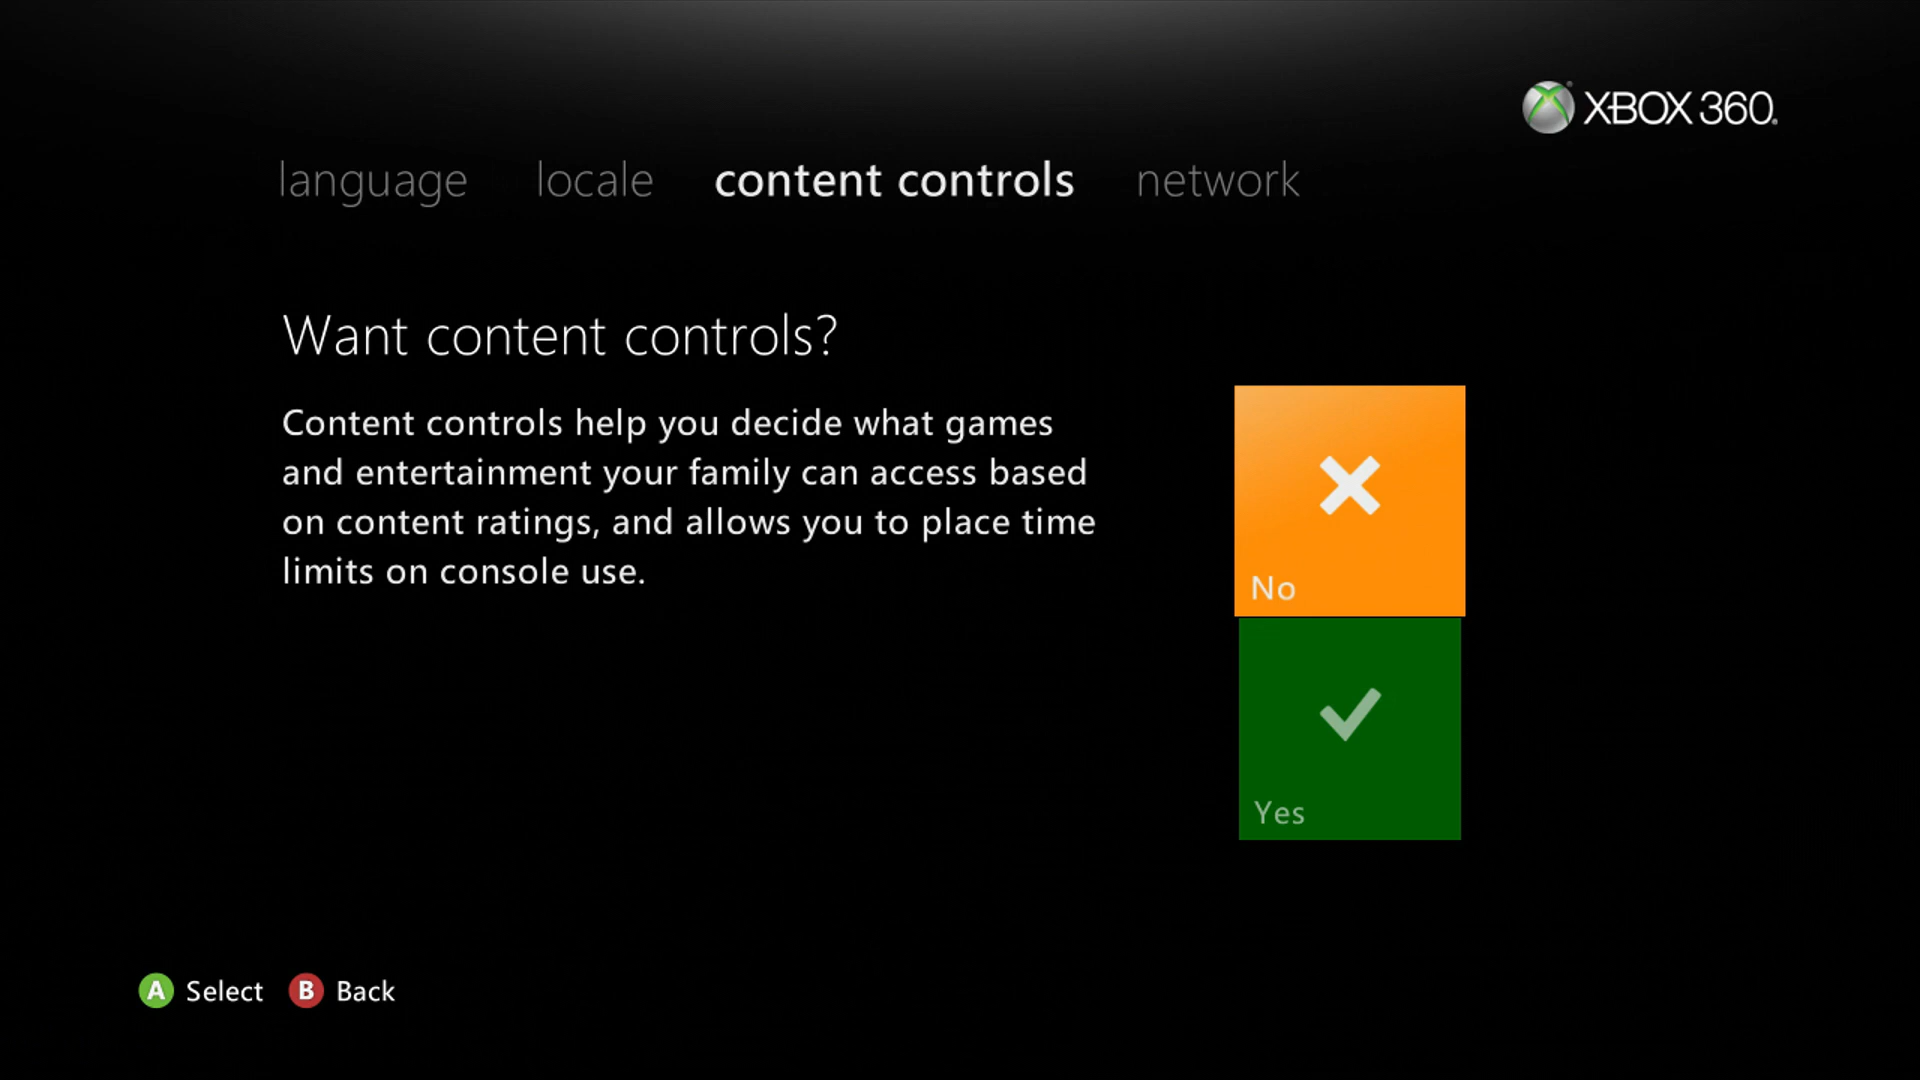 XBOX 360.
language locale content controls network
Want content controls?
Content controls help you decide what games
and entertainment your family can access based
on content ratings, and allows you to place time
limits on console use.
No
Yes
A Select B Back